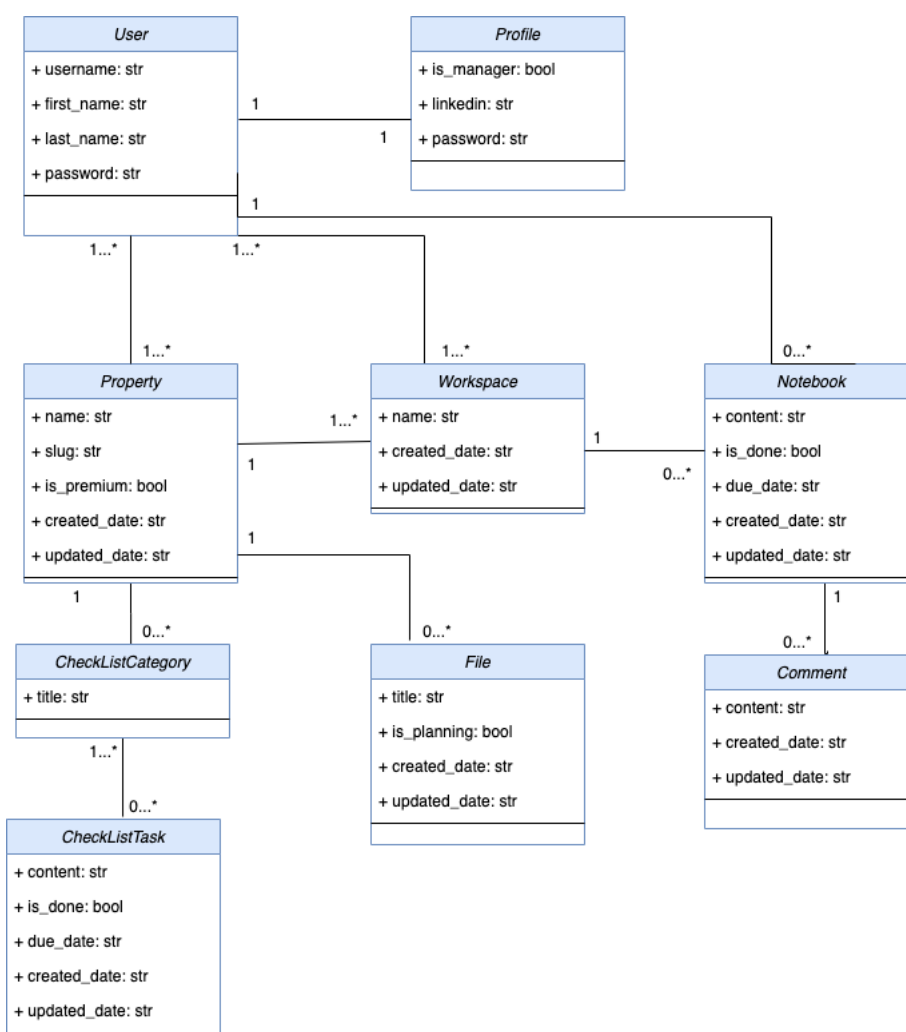 User
+ username: str
+ first_name: str
+ last_name: str
+ password: str
Profile
+ is_manager: bool
+ linkedin: str
+ password: str
1
1
1
1...*
1...*
1...*
1...*
0...*
Property
+ name: str
+ slug: str
+ is_premium: bool
+ created_date: str
+ updated_date: str
1...*
1
Workspace
+ name: str
+ created_date: str
+ updated_date: str
1
0...*
Notebook
+ content: str
+ is_done: bool
+ due_date: str
+ created_date: str
+ updated_date: str
1
1
1
0...*
0...*
0...*
CheckListCategory
+ title: str
File
+ title: str
+ is_planning: bool
+ created_date: str
+ updated_date: str
Comment
+ content: str
+ created_date: str
+ updated_date: str
1...*
0...*
CheckListTask
+ content: str
+ is_done: bool
+ due_date: str
+ created_date: str
+ updated_date: str